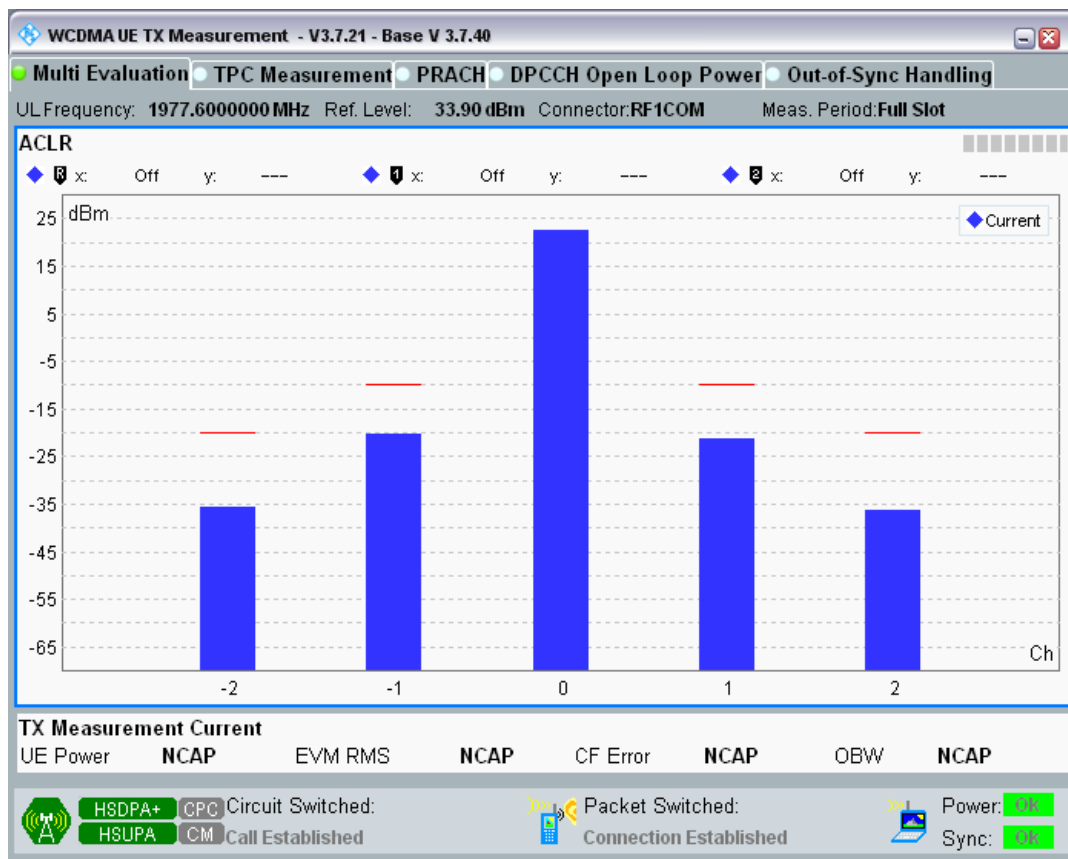 WCDMA UE TX Measurement - V3.7.21 - Base V 3.7.40
Multi Evaluation TPC Measurement PRACH DPCCH Open Loop Power Out-of-Sync Handling
UL Frequency: 1977.6000000 MHz Ref. Level: 33.90 dBm Connector:RF1COM Meas. Period:Full Slot
ACLR
R x: Off y: --- 1 x: Off y: --- 2 x: Off y: ---
25 dBm Current
15
5
-5
-15
-25
-35
-45
-55
-65 Ch
-2 -1 0 1 2
TX Measurement Current
UE Power NCAP EVM RMS NCAP CF Error NCAP OBW NCAP
HSDPA+ CPC Circuit Switched: Packet Switched: Power: OK
HSUPA CM Call Established Connection Established Sync: OK